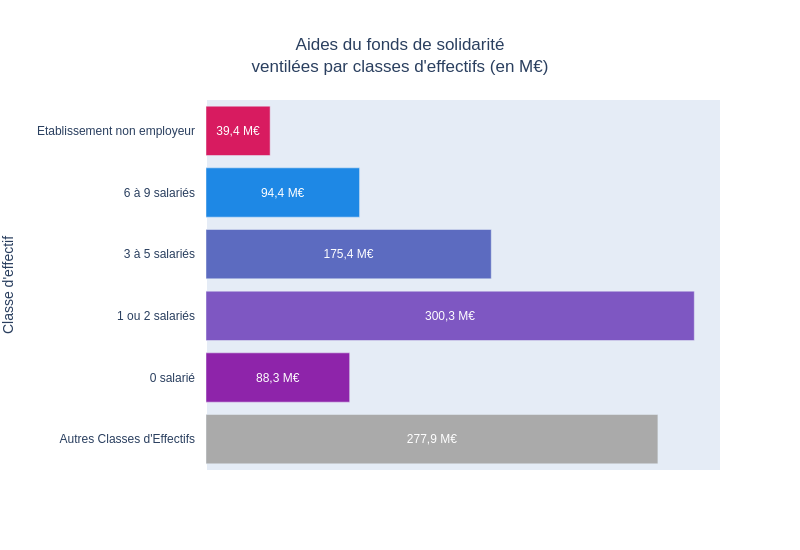 Aides du fonds de solidarité
ventilées par classes d'effectifs (en M€)
Classe d'effectif
Etablissement non employeur
39,4 M€
6 à 9 salariés
94,4 M€
3 à 5 salariés
175,4 M€
1 ou 2 salariés
300,3 M€
0 salarié
88,3 M€
Autres Classes d'Effectifs
277,9 M€